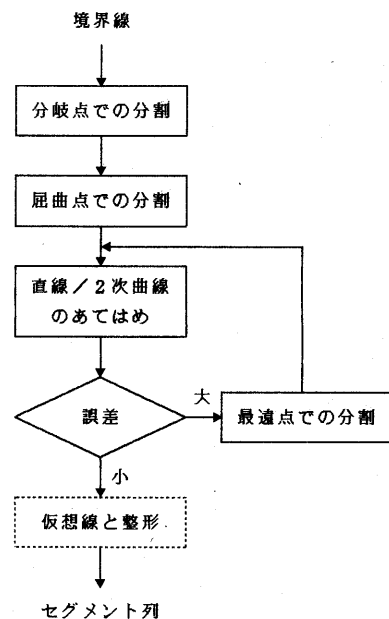 境界線
分岐点での分割
屈曲点での分割
直線／2次曲線
のあてはめ
誤差
大
最遠点での分割
小
仮想線と整形
セグメント列